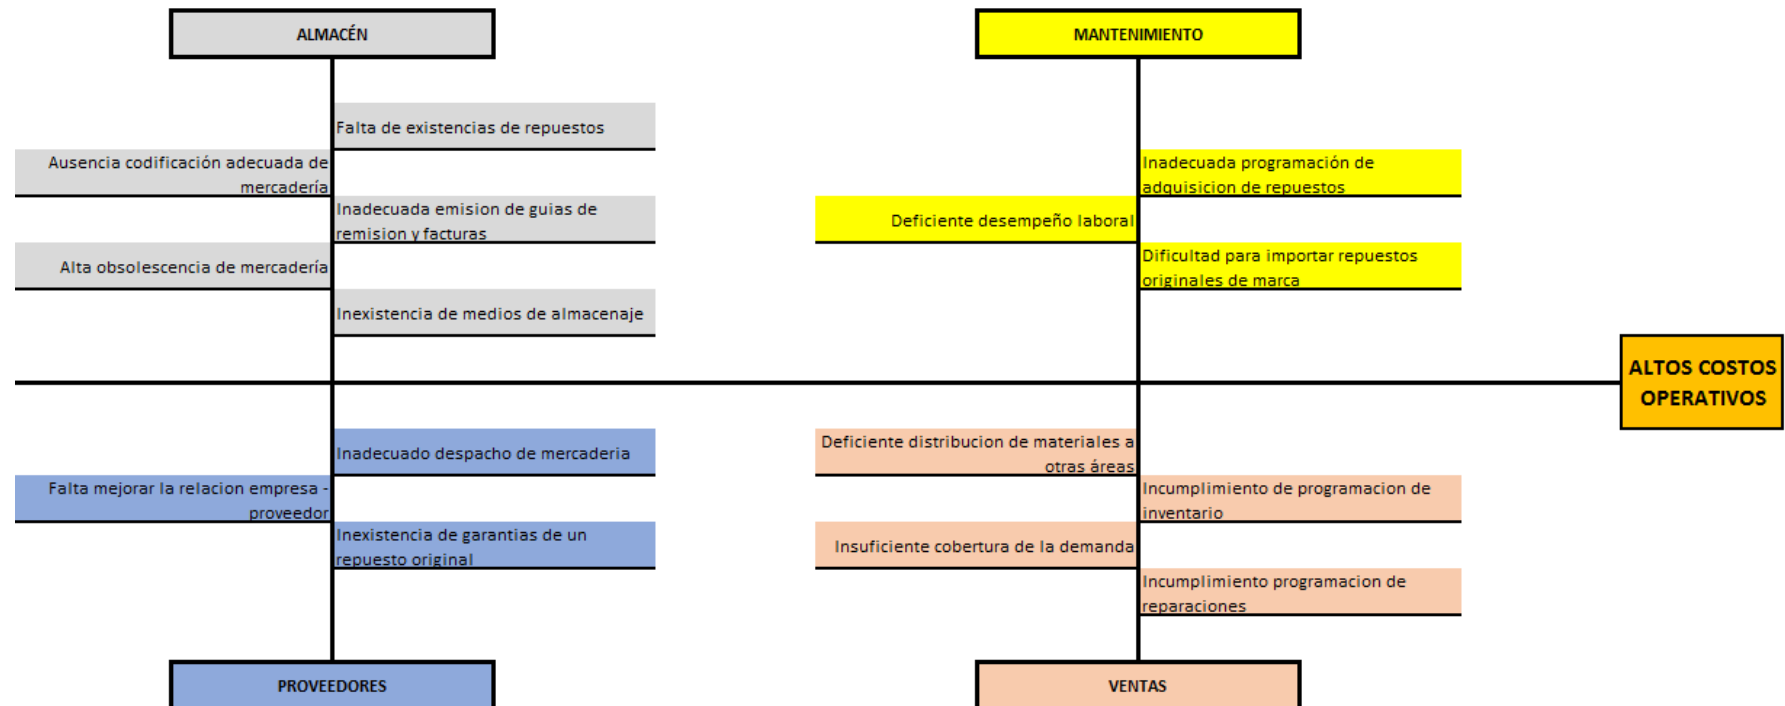 ALMACÉN
MANTENIMIENTO
Falta de existencias de repuestos
Ausencia codificación adecuada de
mercadería
Inadecuada emision de guias de
remision y facturas
Alta obsolescencia de mercadería
Inexistencia de medios de almacenaje
Inadecuada programación de
adquisicion de repuestos
Deficiente desempeño laboral
Dificultad para importar repuestos
originales de marca
ALTOS COSTOS
OPERATIVOS
Inadecuado despacho de mercaderia
Falta mejorar la relacion empresa -
proveedor
Inexistencia de garantias de un
repuesto original
Deficiente distribucion de materiales a
otras áreas
Incumplimiento de programacion de
inventario
Insuficiente cobertura de la demanda
Incumplimiento programacion de
reparaciones
PROVEEDORES
VENTAS